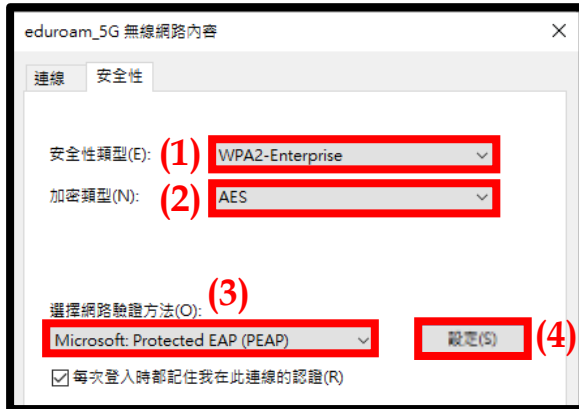 eduroam_5G 無線網路內容
連線 安全性
安全性類型(E): (1) WPA2-Enterprise
加密類型(N): (2) AES
選擇網路驗證方法(O): (3)
Microsoft: Protected EAP (PEAP) 設定(S) (4)
每次登入時都記住我在此連線的認證(R)